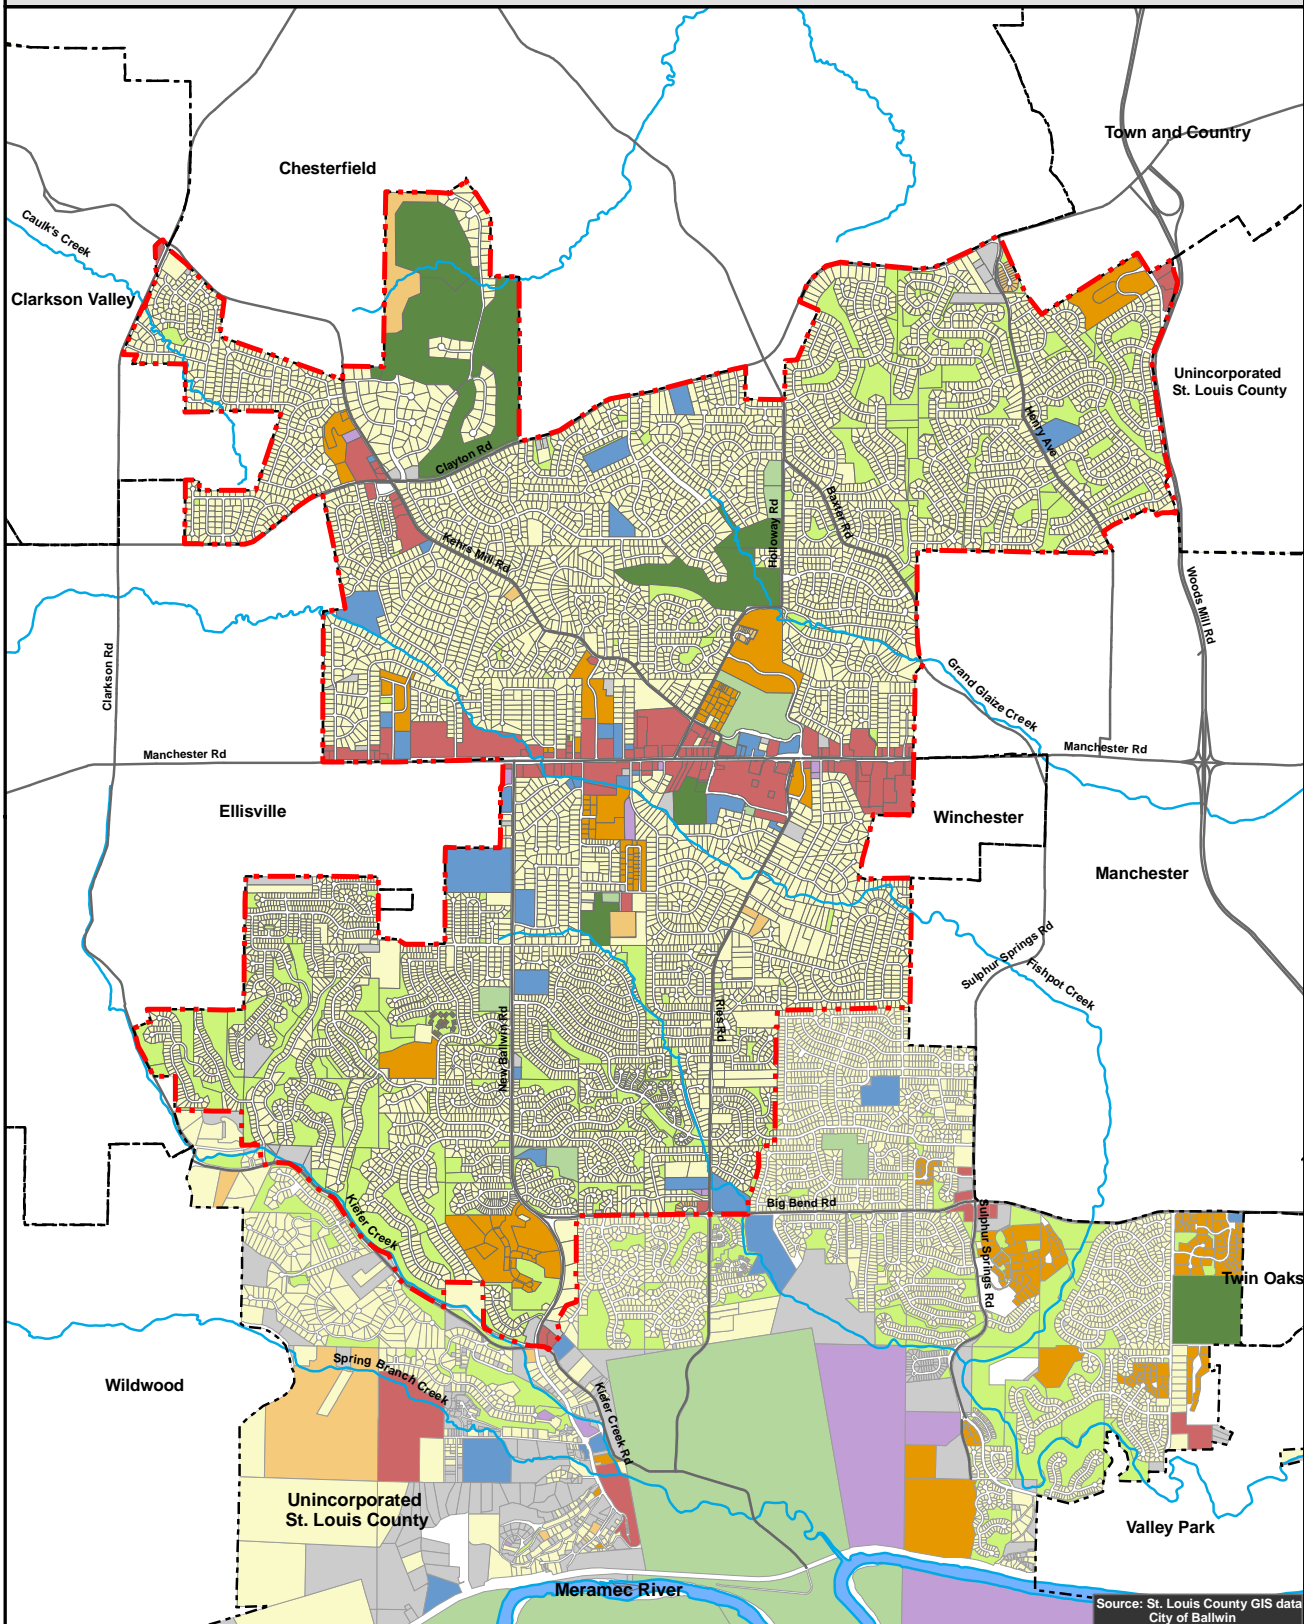 Town and Country
Chesterfield
Caulk's Creek
Clarkson Valley
Unincorporated
St. Louis County
Henry Ave
Clayton Rd
Baxter Rd
Holloway Rd
Kehrs Mill Rd
Woods Mill Rd
Clarkson Rd
Grand Glaize Creek
Manchester Rd
Manchester Rd
Ellisville
Winchester
Manchester
Sulphur Springs Rd
Fishpot Creek
New Ballwin Rd
Ries Rd
Big Bend Rd
Kiefer Creek
Sulphur Springs Rd
Twin Oaks
Wildwood
Spring Branch Creek
Kiefer Creek Rd
Unincorporated
St. Louis County
Valley Park
Meramec River
Source: St. Louis County GIS data
City of Ballwin